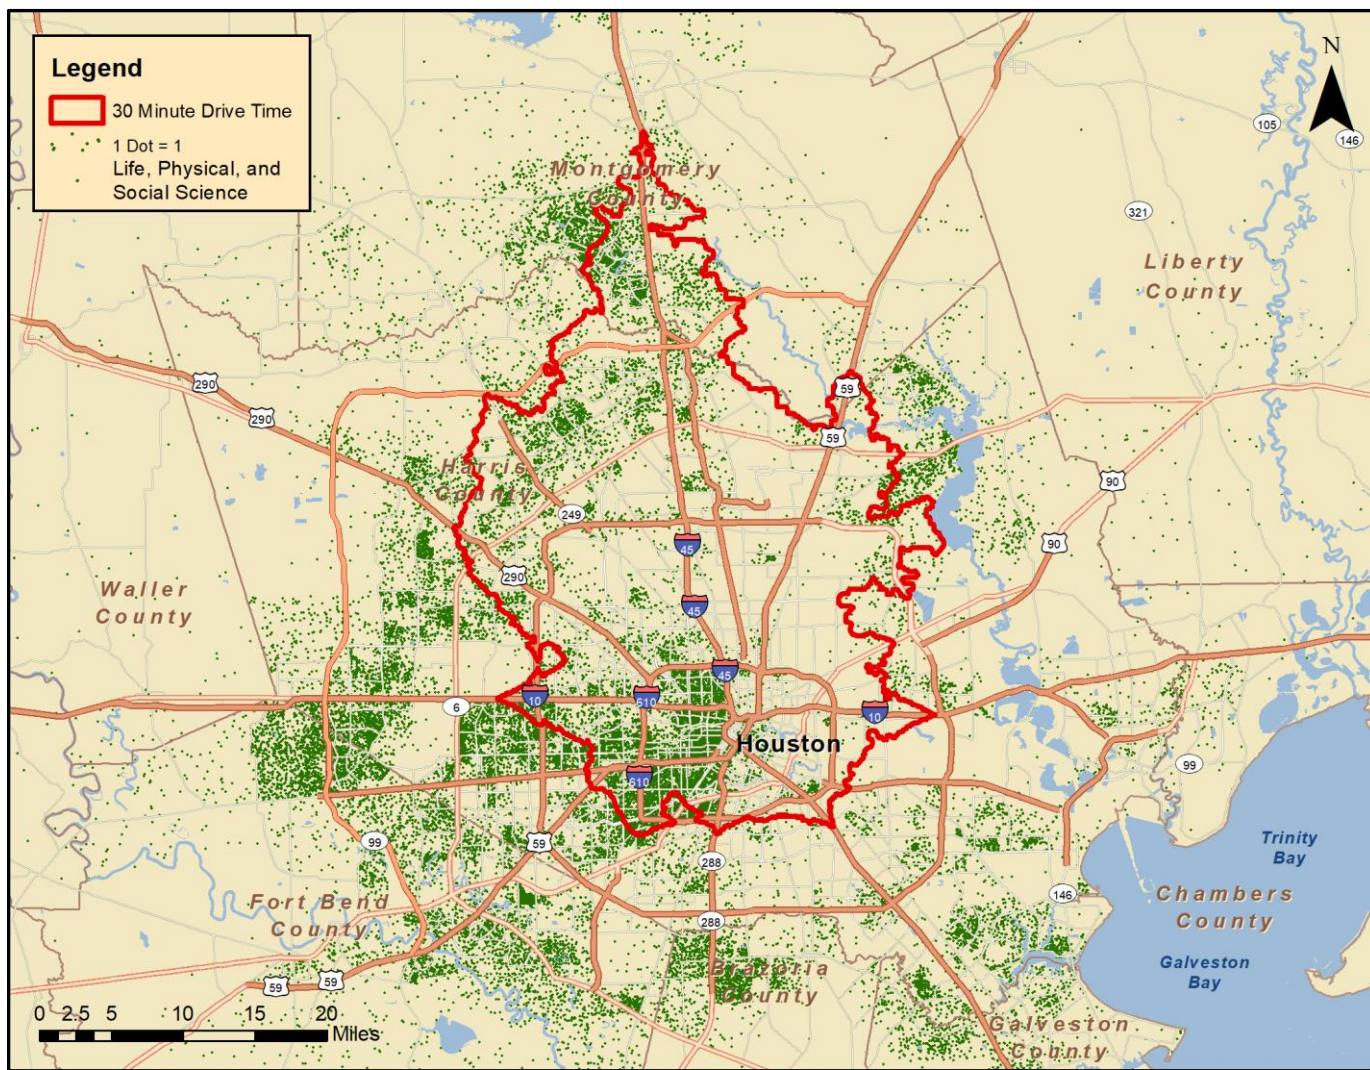 Legend
30 Minute Drive Time
1 Dot = 1
Life, Physical, and
Social Science
N
105
146
Montgomery
County
321
Liberty
County
290
290
59
59
Harris
County
249
90
290
45
90
45
Waller
County
45
10
610
6
10
Houston
610
99
Trinity
Bay
99
59
288
146
Chambers
County
Fort Bend
County
288
Galveston
Bay
Brazoria
County
59
59
0 2.5 5 10 15 20
Miles
Galveston
County